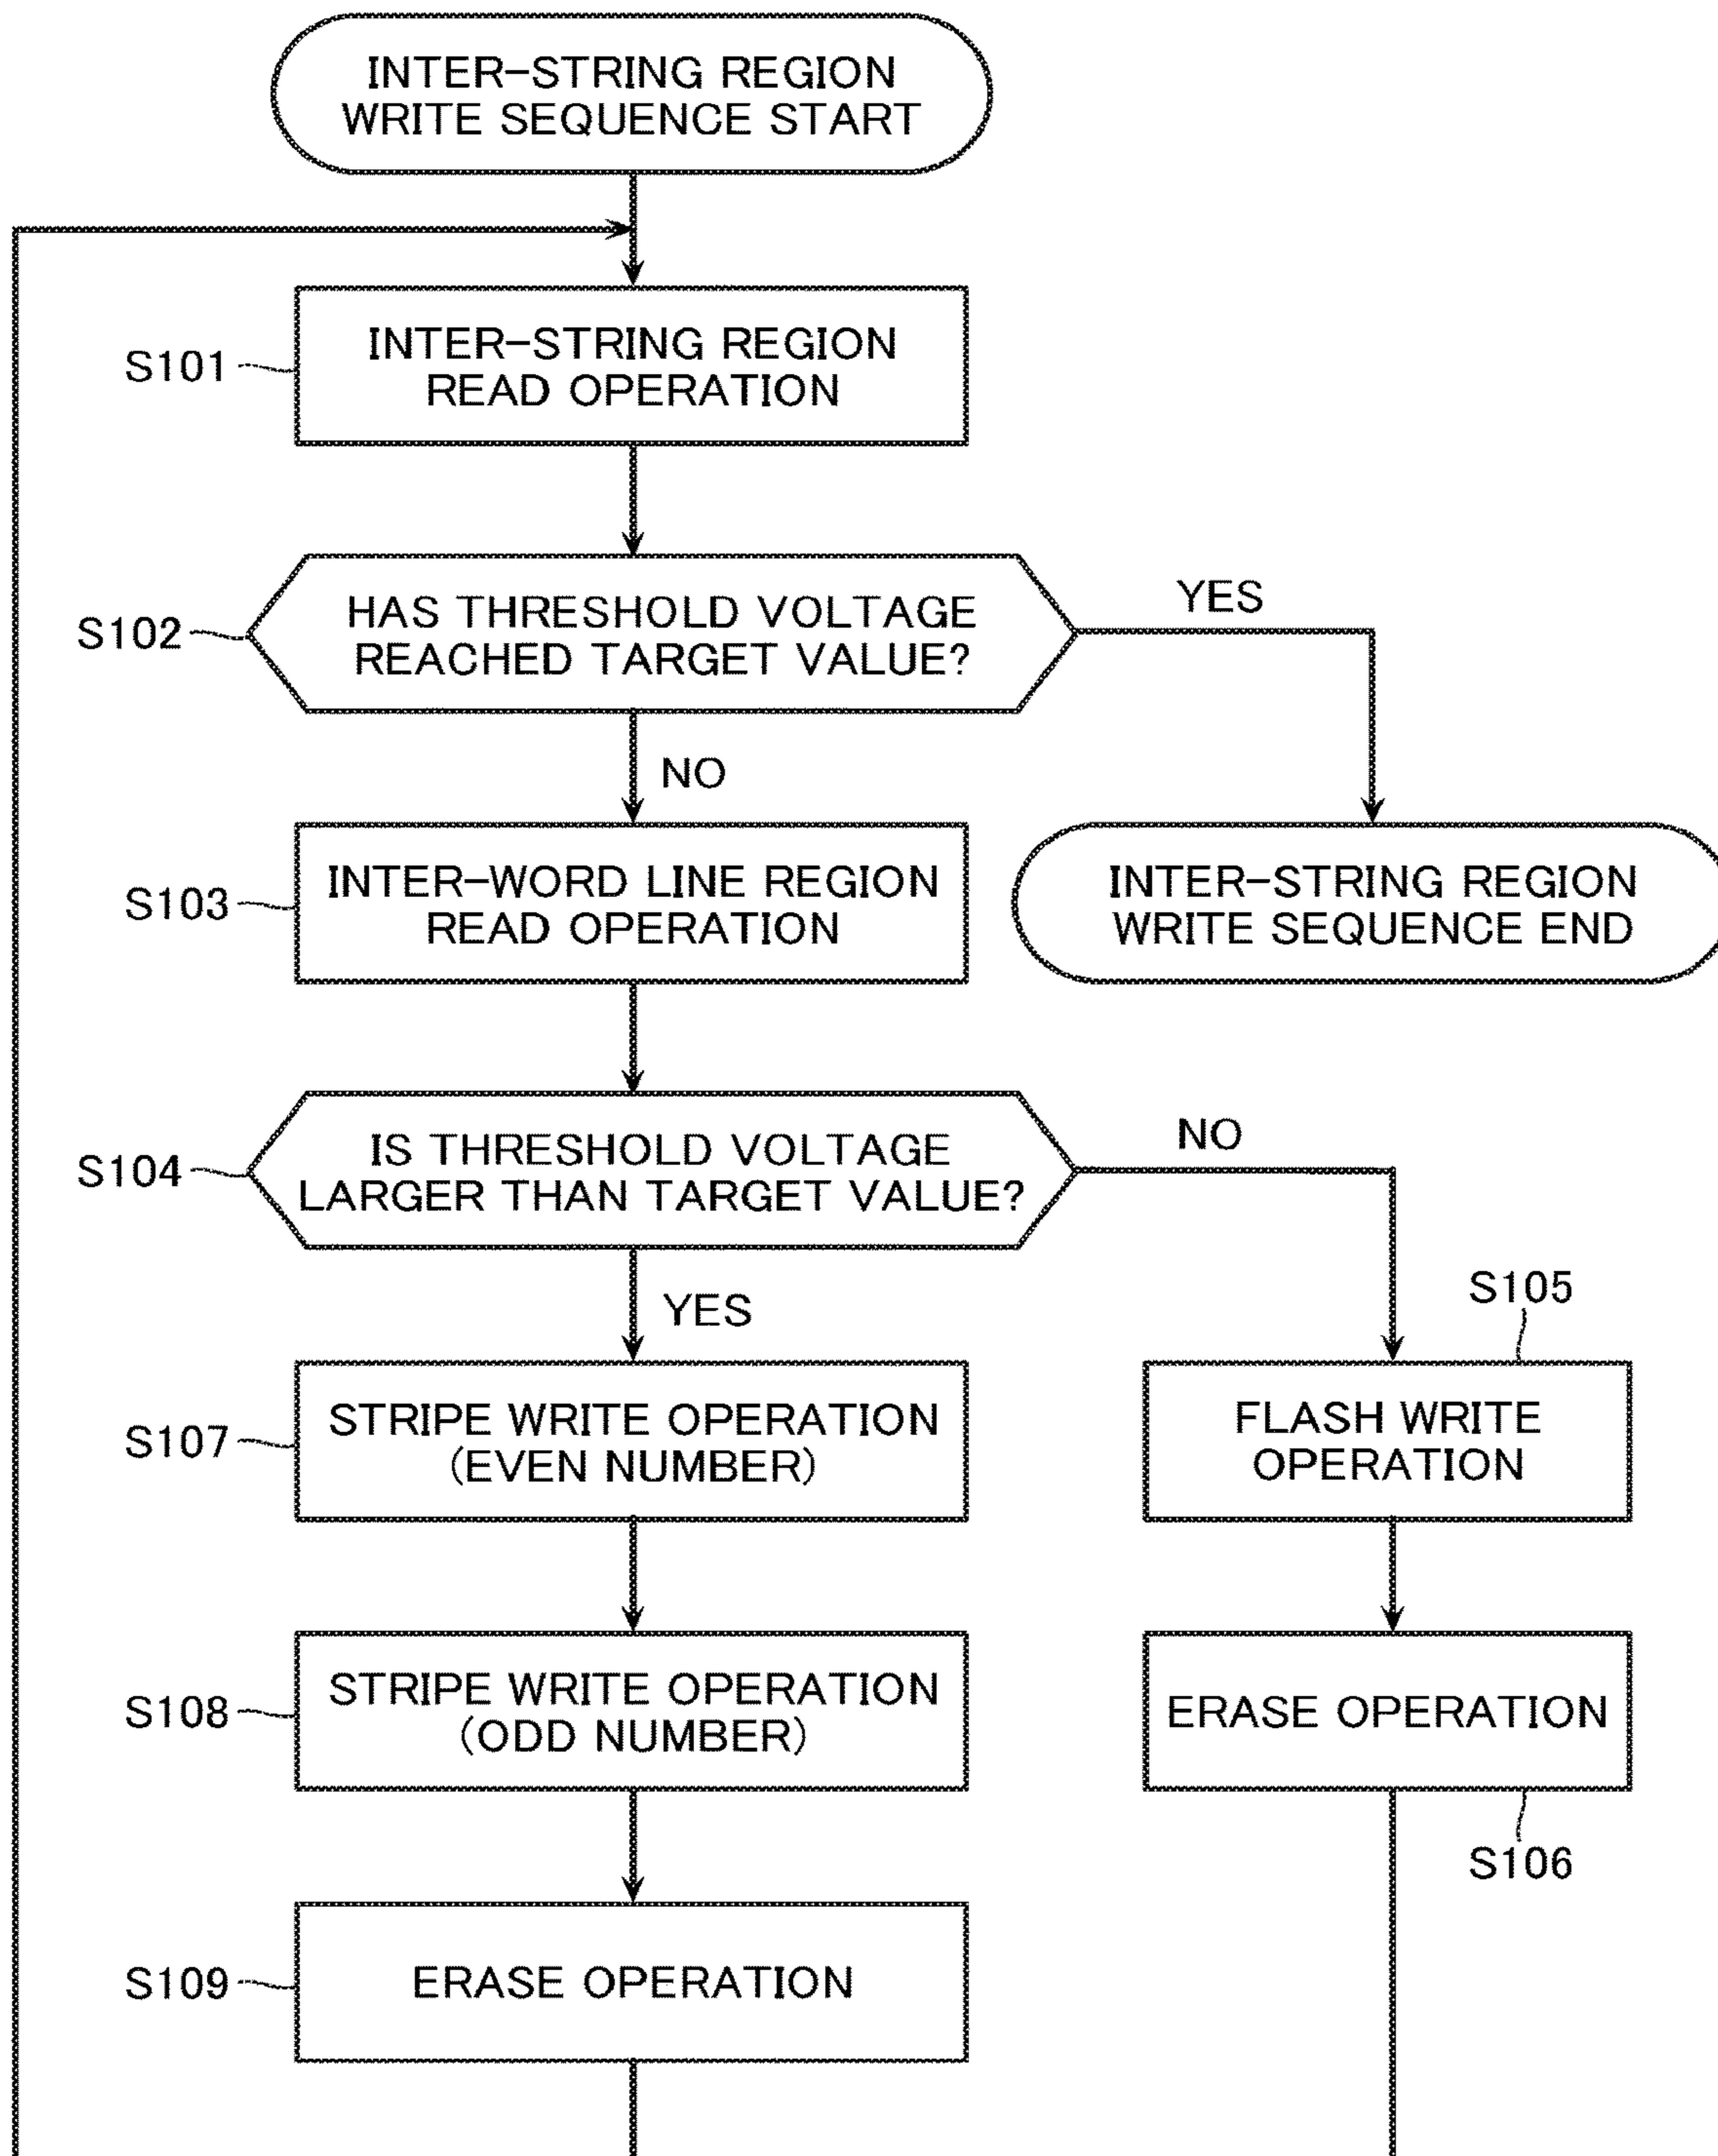 INTER-STRING REGION
WRITE SEQUENCE START
S101
INTER-STRING REGION
READ OPERATION
S102
HAS THRESHOLD VOLTAGE
REACHED TARGET VALUE?
YES
NO
S103
INTER-WORD LINE REGION
READ OPERATION
INTER-STRING REGION
WRITE SEQUENCE END
S104
IS THRESHOLD VOLTAGE
LARGER THAN TARGET VALUE?
NO
YES
S105
S107
STRIPE WRITE OPERATION
(EVEN NUMBER)
FLASH WRITE
OPERATION
S108
STRIPE WRITE OPERATION
(ODD NUMBER)
ERASE OPERATION
S106
S109
ERASE OPERATION